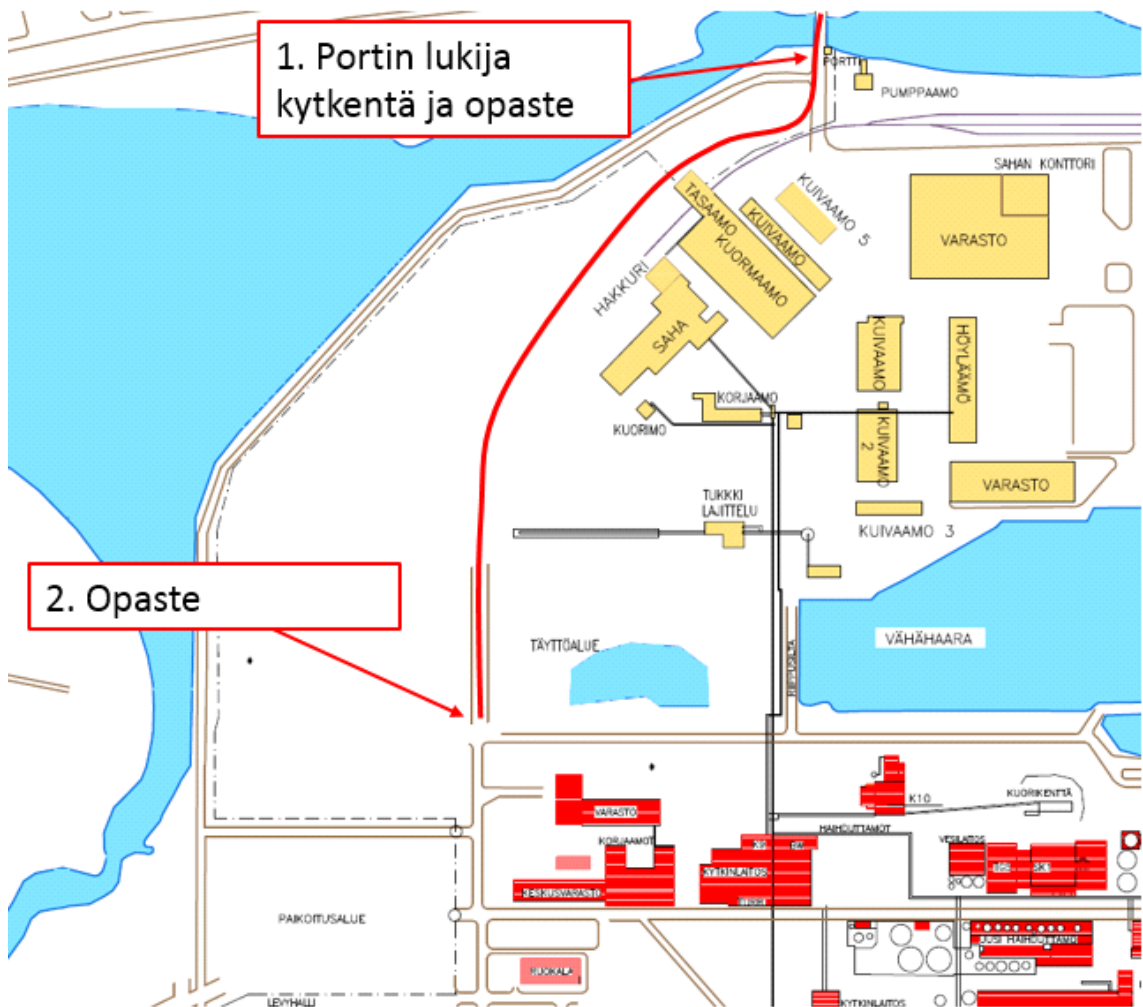 1. Portin lukija
kytkentä ja opaste
PORTTI
PUMPPAAMO
SAHAN KONTTORI
KUIVAAMO 5
TASAAMO
KUIVAAMO
VARASTO
KUORMAAMO
HAKKURI
SAHA
KUIVAAMO
HÖYLÄÄMÖ
KORJAAMO
KUORIMO
KUIVAAMO
2
VARASTO
TUKKKI
LAJITTELU
KUIVAAMO 3
2. Opaste
TÄYTTÖALUE
VÄHÄHAARA
K10
KUORIKENTTÄ
VARASTO
HAIHDUTTAMOT
KORJAAMOT
VESILAITOS
KYTKINLAITOS
SK1
KESKUSVARASTO
PAIKOITUSALUE
UUSI HAIHDUTTAMO
RUOKALA
LEVYHALLI
KYTKINLAITOS